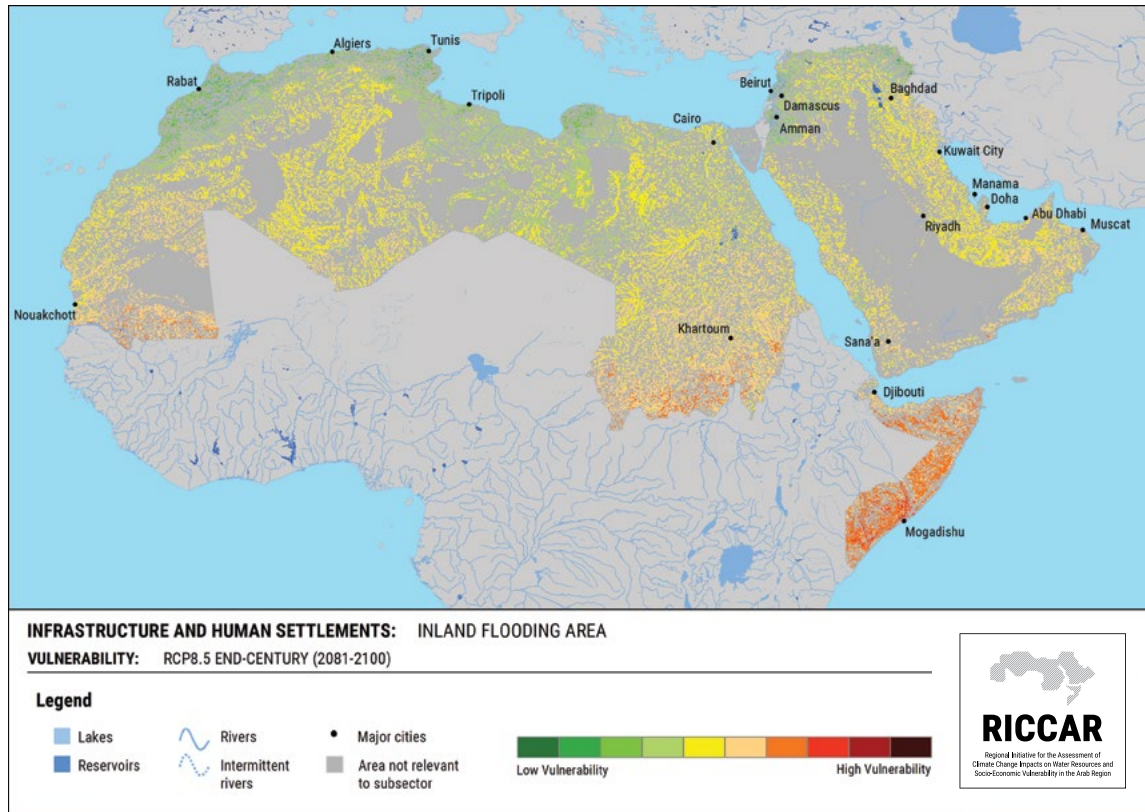 Algiers
Tunis
Rabat
Tripoli
Beirut
Baghdad
Damascus
Cairo
Amman
Kuwait City
Manama
Doha
Abu Dhabi
Riyadh
Muscat
Nouakchott
Khartoum
Sana'a
Djibouti
Mogadishu
INFRASTRUCTURE AND HUMAN SETTLEMENTS: INLAND FLOODING AREA
VULNERABILITY: RCP8.5 END-CENTURY (2081-2100)
Legend
Lakes
Rivers
Major cities
Reservoirs
Intermittent
rivers
Area not relevant
to subsector
Low Vulnerability
High Vulnerability
RICCAR
Regional Initiative for the Assessment of
Climate Change Impacts on Water Resources and
Socio-Economic Vulnerability in the Arab Region